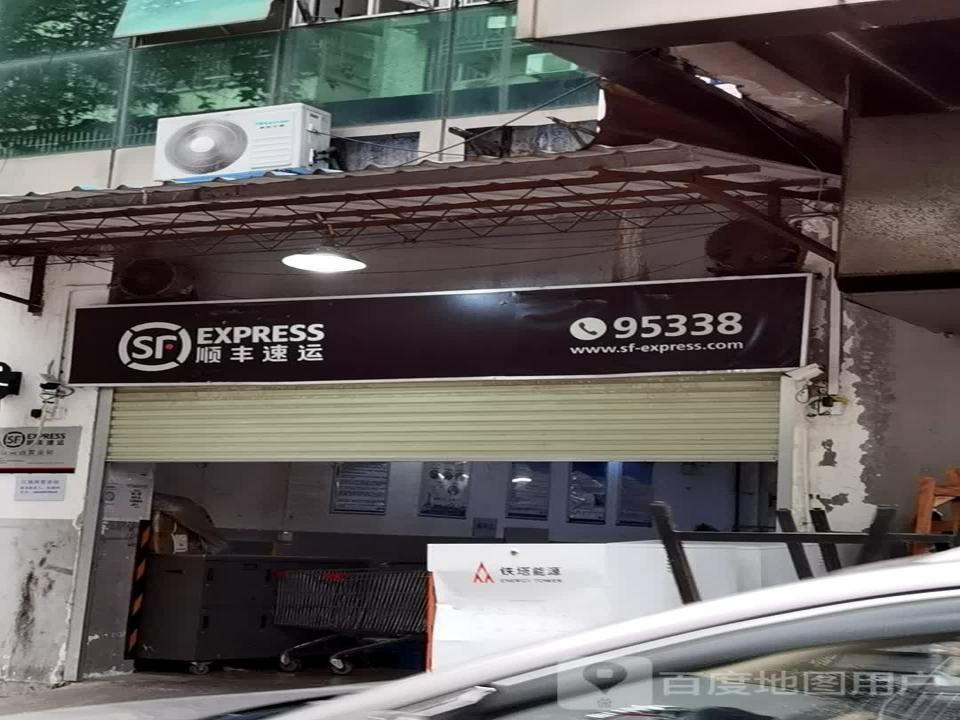 Hisense
SF EXPRESS
顺丰速运
95338
www.sf-express.com
SF EXPRESS
顺丰速运
铁塔能源
ENERGY TOWER
百度地图用户